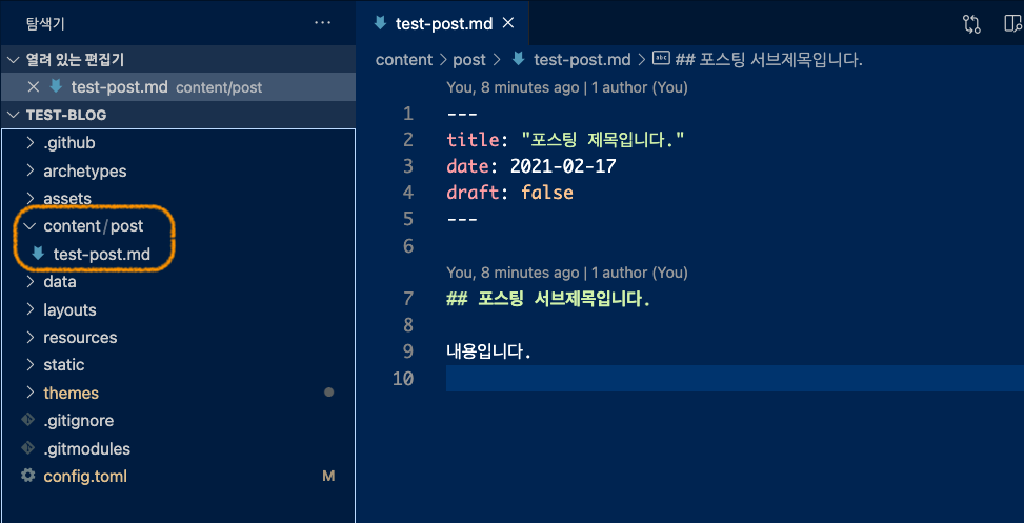 탐색기 ···
열려 있는 편집기
test-post.md content/post
TEST-BLOG
.github
archetypes
assets
content/post
test-post.md
data
layouts
resources
static
themes
.gitignore
.gitmodules
config.toml M
test-post.md
content > post > test-post.md > abc ## 포스팅 서브제목입니다.
You, 8 minutes ago | 1 author (You)
1 ---
2 title: "포스팅 제목입니다."
3 date: 2021-02-17
4 draft: false
5 ---
6
You, 8 minutes ago | 1 author (You)
7 ## 포스팅 서브제목입니다.
8
9 내용입니다.
10